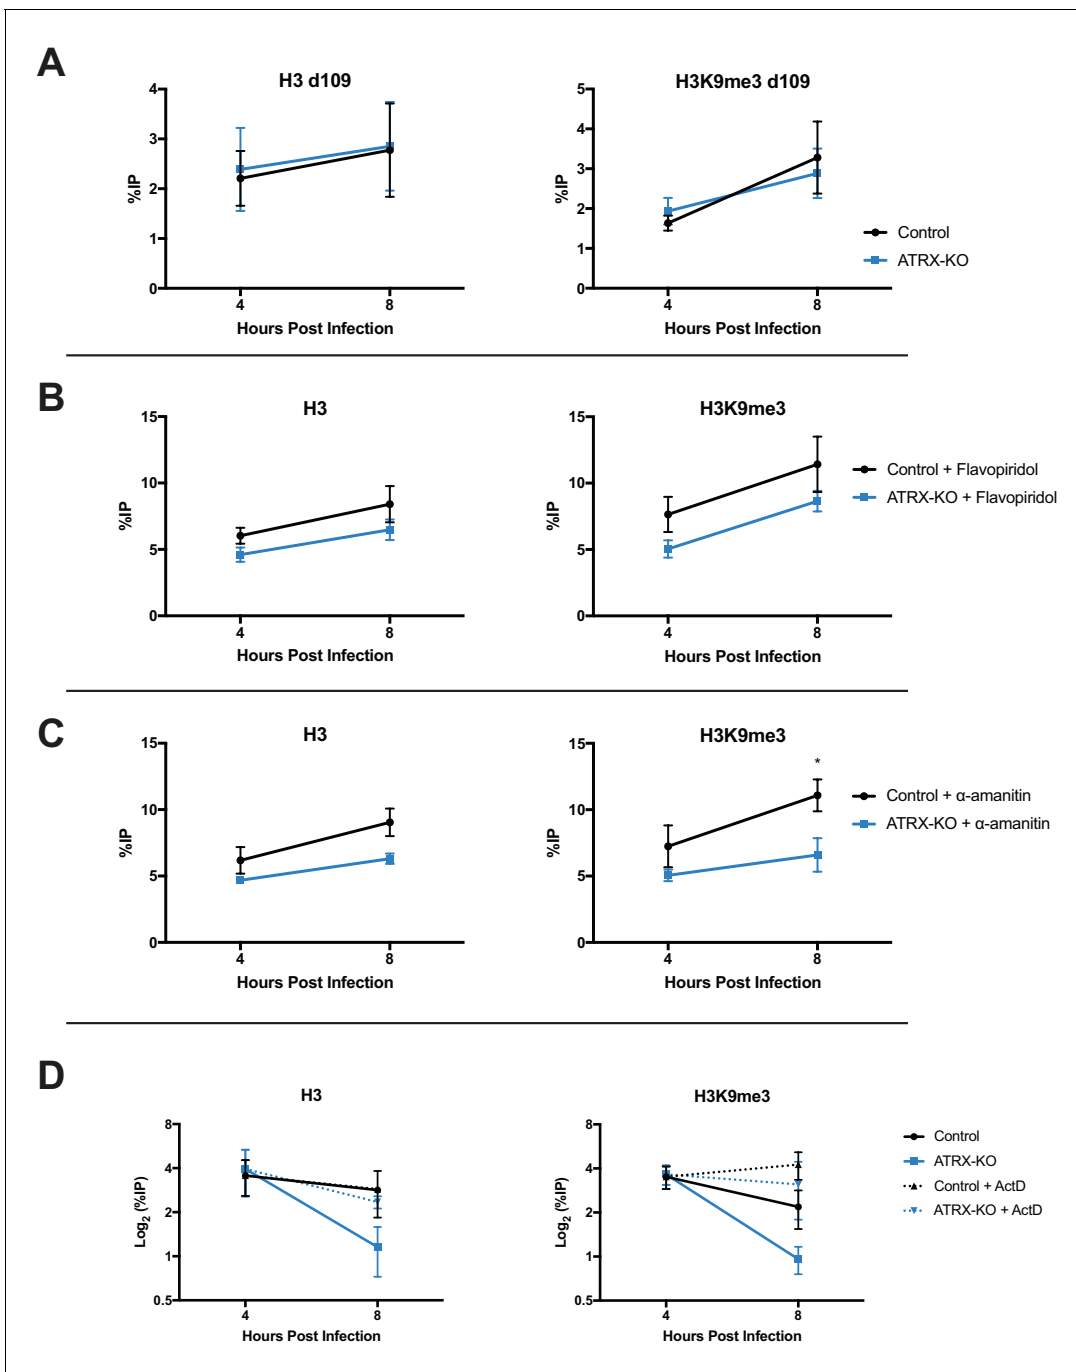 A
H3 d109
%IP
4
3
2
1
0
4
8
Hours Post Infection
H3K9me3 d109
%IP
5
4
3
2
1
0
4
8
Hours Post Infection
Control
ATRX-KO
B
H3
%IP
15
10
5
0
4
8
Hours Post Infection
H3K9me3
%IP
15
10
5
0
4
8
Hours Post Infection
Control + Flavopiridol
ATRX-KO + Flavopiridol
C
H3
%IP
15
10
5
0
4
8
Hours Post Infection
H3K9me3
%IP
15
10
5
0
*
4
8
Hours Post Infection
Control + α-amanitin
ATRX-KO + α-amanitin
D
H3
Log2 (%IP)
8
4
2
1
0.5
4
8
Hours Post Infection
H3K9me3
Log2 (%IP)
8
4
2
1
0.5
4
8
Hours Post Infection
Control
ATRX-KO
Control + ActD
ATRX-KO + ActD